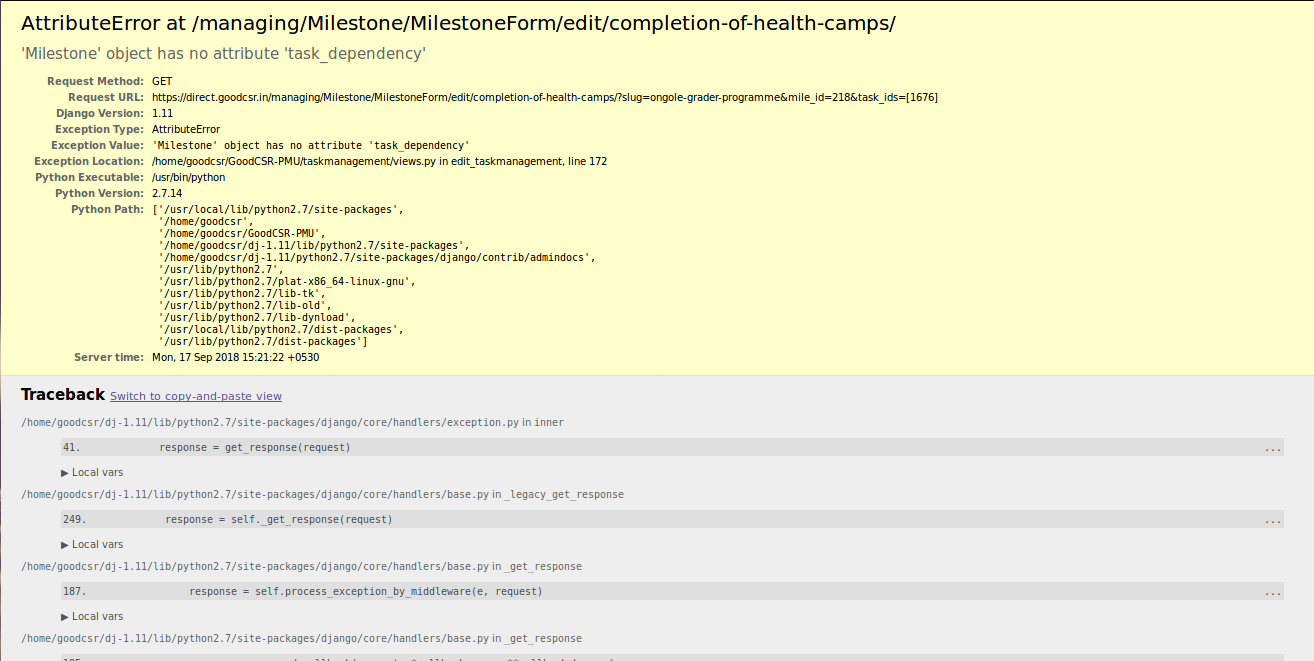 AttributeError at /managing/Milestone/MilestoneForm/edit/completion-of-health-camps/
'Milestone' object has no attribute 'task_dependency'
Request Method: GET
Request URL: https://direct.goodcsr.in/managing/Milestone/MilestoneForm/edit/completion-of-health-camps/?slug=ongole-grader-programme&mile_id=218&task_ids=[1676]
Django Version: 1.11
Exception Type: AttributeError
Exception Value: 'Milestone' object has no attribute 'task_dependency'
Exception Location: /home/goodcsr/GoodCSR-PMU/taskmanagement/views.py in edit_taskmanagement, line 172
Python Executable: /usr/bin/python
Python Version: 2.7.14
Python Path: ['/usr/local/lib/python2.7/site-packages',
'/home/goodcsr',
'/home/goodcsr/GoodCSR-PMU',
'/home/goodcsr/dj-1.11/lib/python2.7/site-packages',
'/home/goodcsr/dj-1.11/python2.7/site-packages/django/contrib/admindocs',
'/usr/lib/python2.7',
'/usr/lib/python2.7/plat-x86_64-linux-gnu',
'/usr/lib/python2.7/lib-tk',
'/usr/lib/python2.7/lib-old',
'/usr/lib/python2.7/lib-dynload',
'/usr/local/lib/python2.7/dist-packages',
'/usr/lib/python2.7/dist-packages']
Server time: Mon, 17 Sep 2018 15:21:22 +0530
Traceback Switch to copy-and-paste view
/home/goodcsr/dj-1.11/lib/python2.7/site-packages/django/core/handlers/exception.py in inner
41. response = get_response(request) ...
▶ Local vars
/home/goodcsr/dj-1.11/lib/python2.7/site-packages/django/core/handlers/base.py in _legacy_get_response
249. response = self._get_response(request) ...
▶ Local vars
/home/goodcsr/dj-1.11/lib/python2.7/site-packages/django/core/handlers/base.py in _get_response
187. response = self.process_exception_by_middleware(e, request) ...
▶ Local vars
/home/goodcsr/dj-1.11/lib/python2.7/site-packages/django/core/handlers/base.py in _get_response